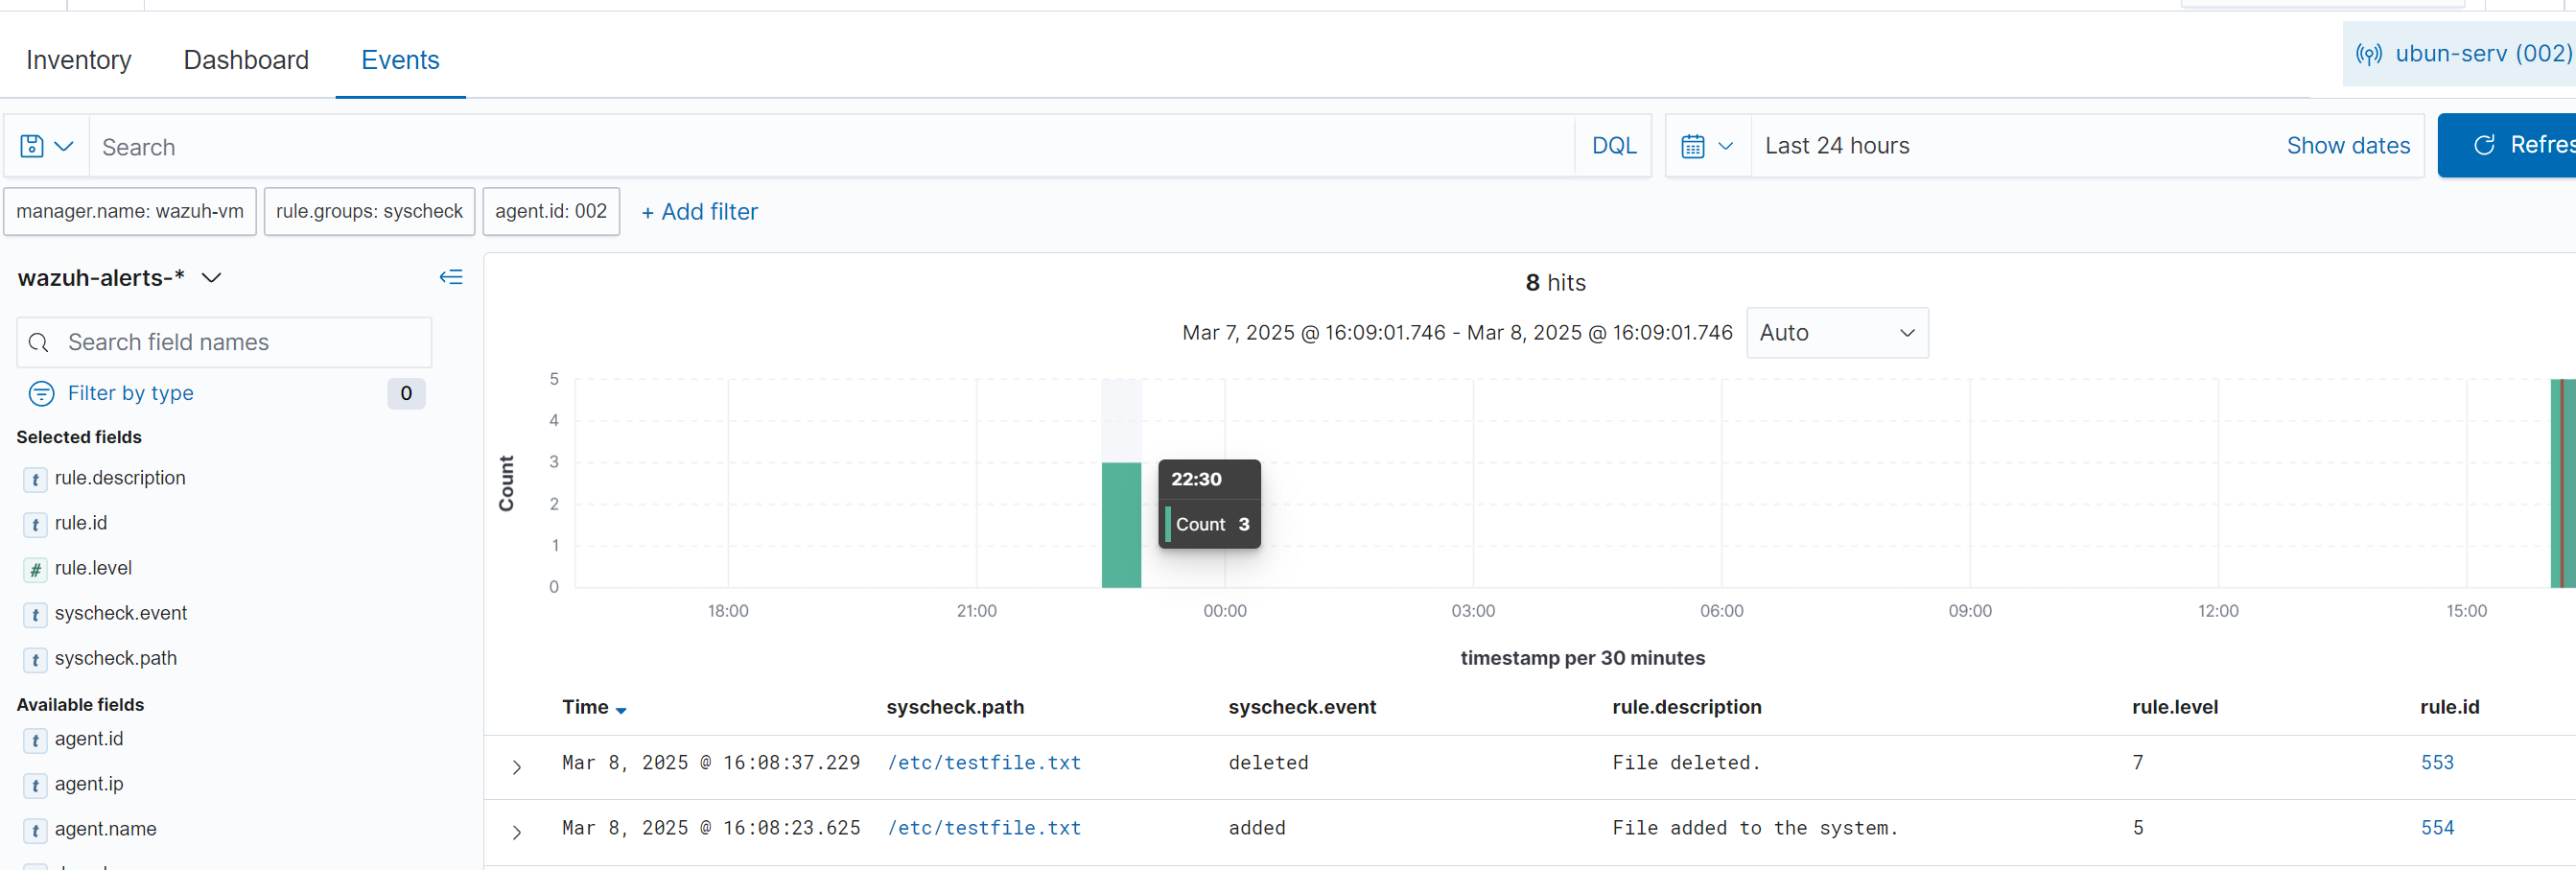 Inventory Dashboard Events
ubun-serv (002)
Search DQL Last 24 hours Show dates
manager.name: wazuh-vm rule.groups: syscheck agent.id: 002 + Add filter
wazuh-alerts-*
Search field names
Filter by type 0
Selected fields
t rule.description
t rule.id
# rule.level
t syscheck.event
t syscheck.path
Available fields
t agent.id
t agent.ip
t agent.name
8 hits
Mar 7, 2025 @ 16:09:01.746 - Mar 8, 2025 @ 16:09:01.746 Auto
Count
5
4
3
2
1
0
22:30
Count 3
18:00 21:00 00:00 03:00 06:00 09:00 12:00 15:00
timestamp per 30 minutes
Time syscheck.path syscheck.event rule.description rule.level rule.id
Mar 8, 2025 @ 16:08:37.229 /etc/testfile.txt deleted File deleted. 7 553
Mar 8, 2025 @ 16:08:23.625 /etc/testfile.txt added File added to the system. 5 554